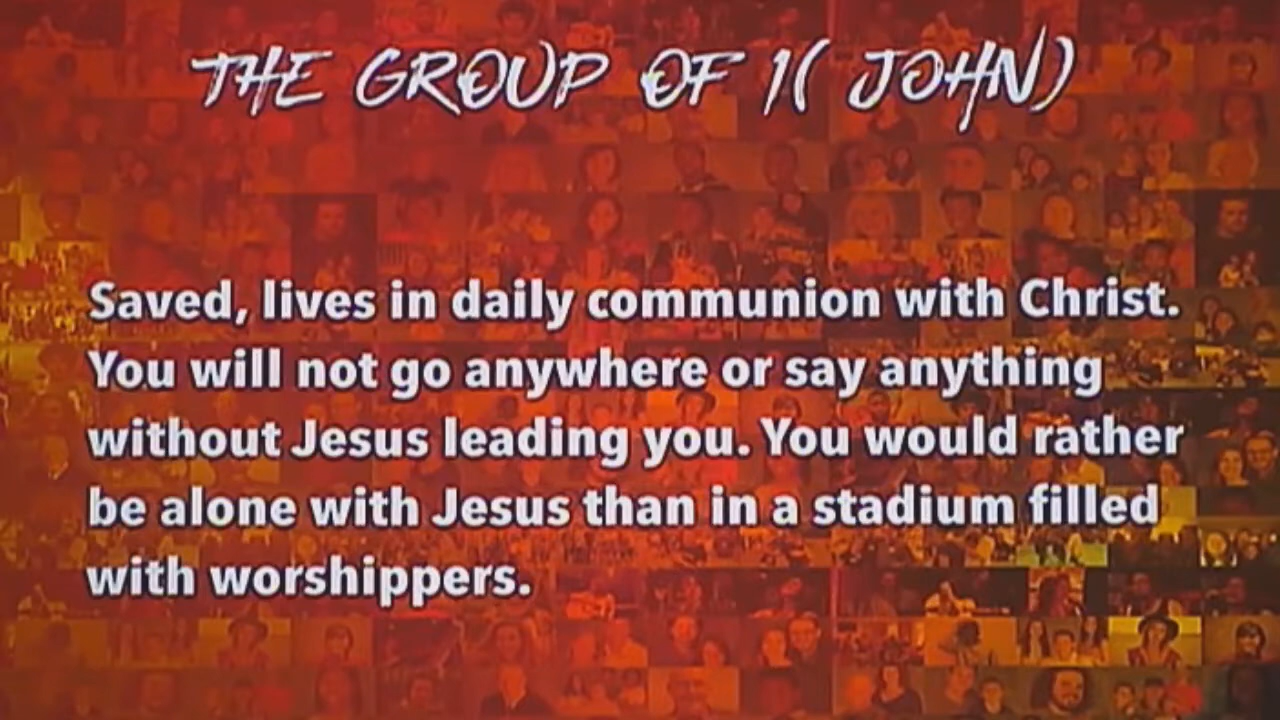 THE GROUP OF 1( JOHN)
Saved, lives in daily communion with Christ.
You will not go anywhere or say anything
without Jesus leading you. You would rather
be alone with Jesus than in a stadium filled
with worshippers.